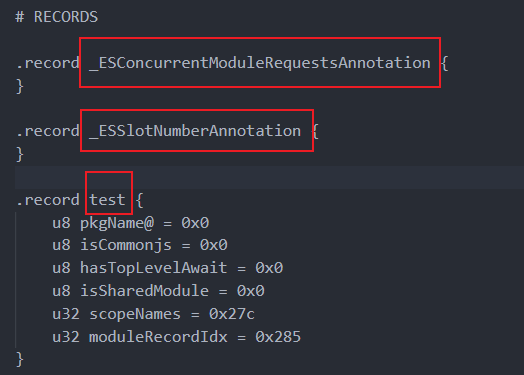 # RECORDS
.record _ESConcurrentModuleRequestsAnnotation {
}
.record _ESSlotNumberAnnotation {
}
.record test {
u8 pkgName@ = 0x0
u8 isCommonjs = 0x0
u8 hasTopLevelAwait = 0x0
u8 isSharedModule = 0x0
u32 scopeNames = 0x27c
u32 moduleRecordIdx = 0x285
}